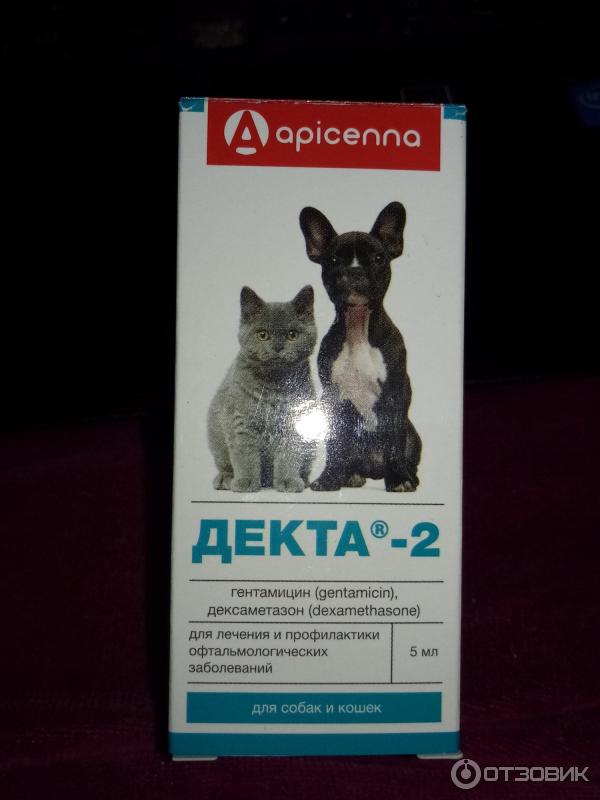 apicenna
ДЕКТА®-2
гентамицин (gentamicin),
дексаметазон (dexamethasone)
для лечения и профилактики
офтальмологических
заболеваний
5 мл
для собак и кошек
ОТЗОВИК